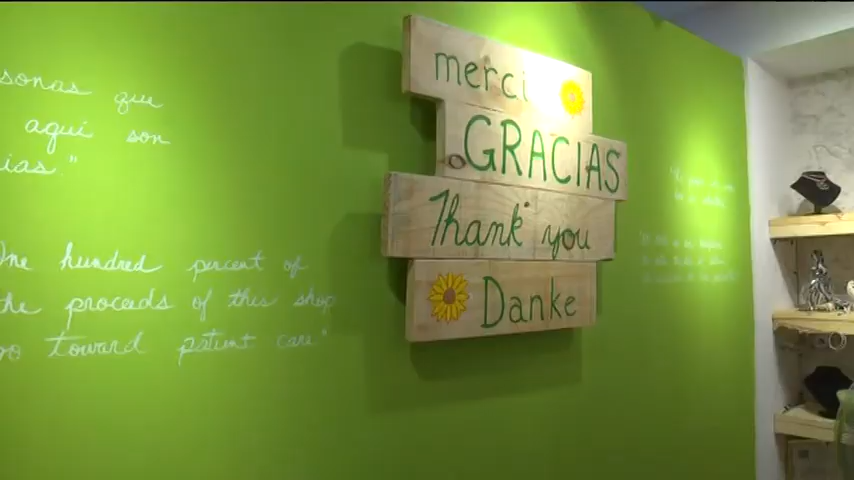 sonas que
aqui son
ias."
One hundred percent of
the proceeds of this shop
go toward patient care"
merci
GRACIAS
Thank you
Danke